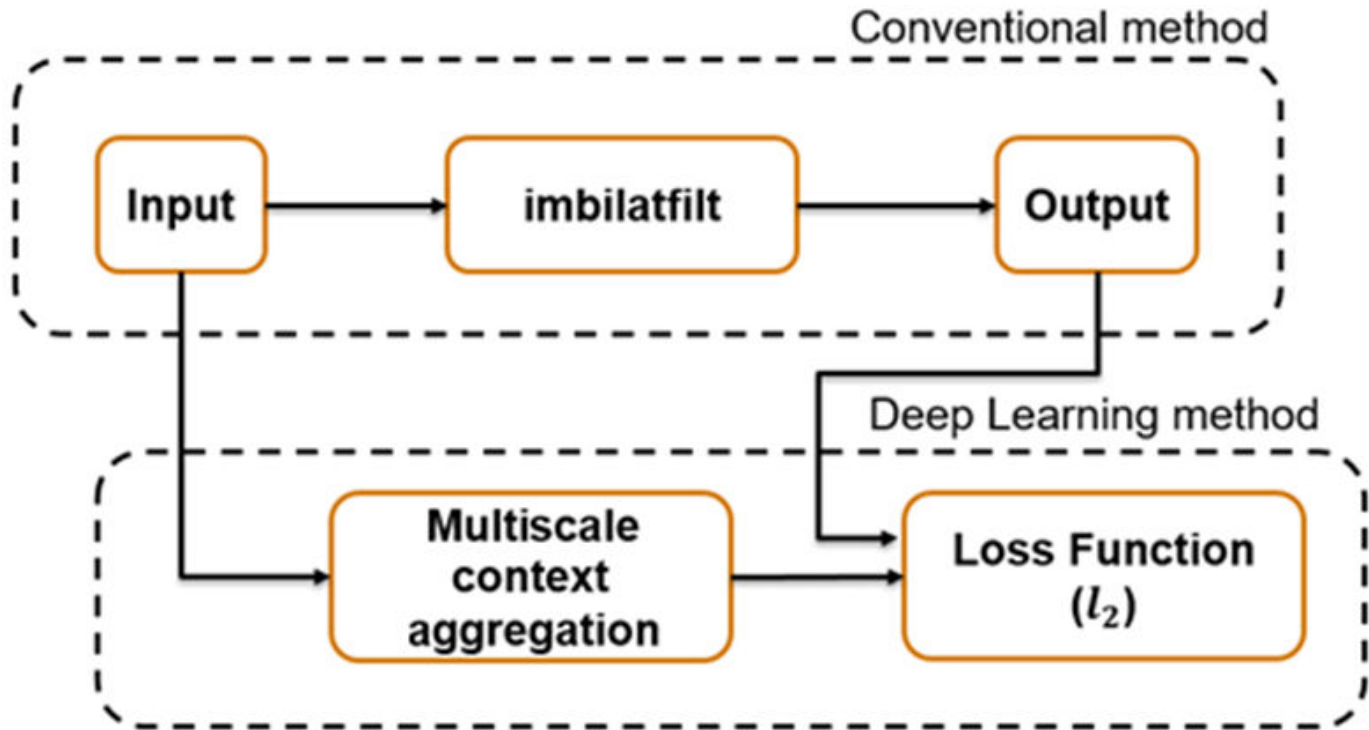 Conventional method
Input
imbilatfilt
Output
Deep Learning method
Multiscale
context
aggregation
Loss Function
(l₂)